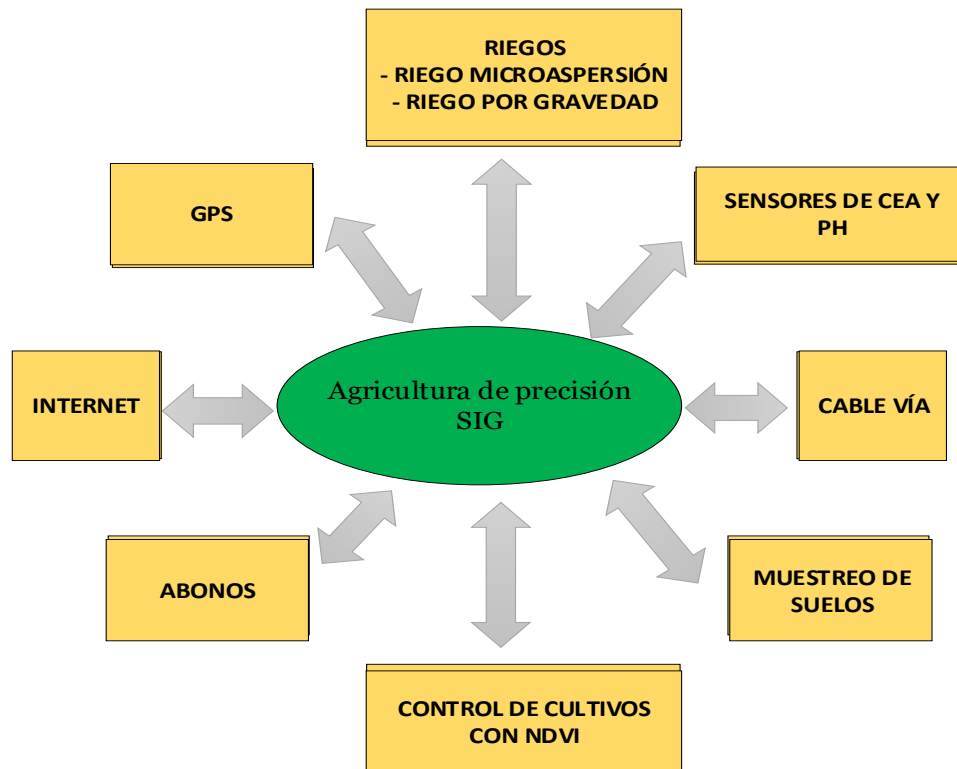 RIEGOS
- RIEGO MICROASPERSIÓN
- RIEGO POR GRAVEDAD
GPS
SENSORES DE CEA Y
PH
INTERNET
Agricultura de precisión
SIG
CABLE VÍA
ABONOS
MUESTREO DE
SUELOS
CONTROL DE CULTIVOS
CON NDVI